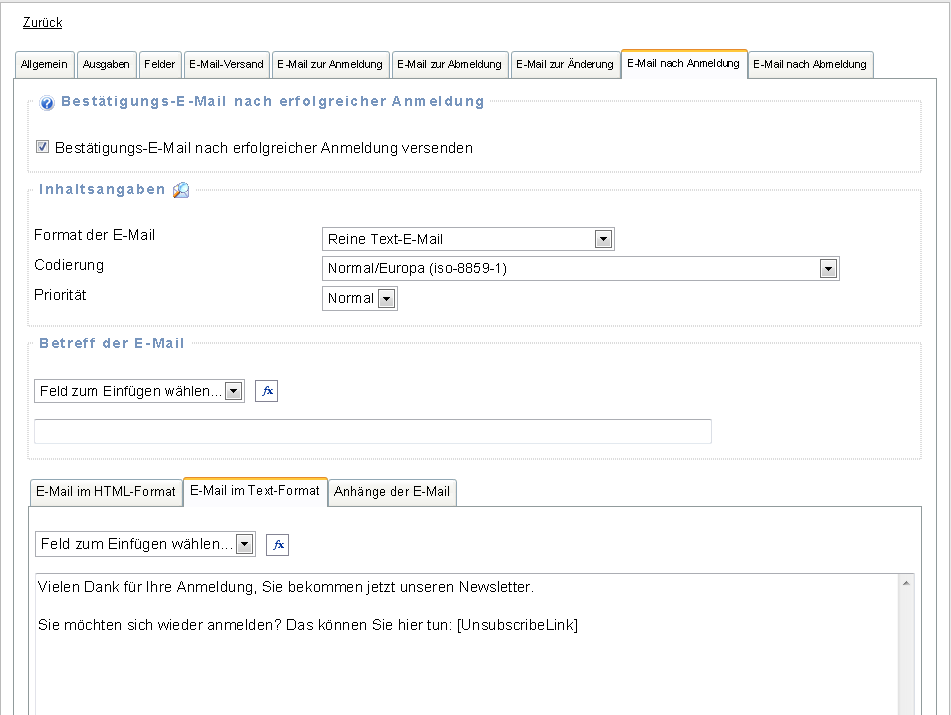 Zurück
Allgemein Ausgaben Felder E-Mail-Versand E-Mail zur Anmeldung E-Mail zur Abmeldung E-Mail zur Änderung E-Mail nach Anmeldung E-Mail nach Abmeldung
Bestätigungs-E-Mail nach erfolgreicher Anmeldung
Bestätigungs-E-Mail nach erfolgreicher Anmeldung versenden
Inhaltsangaben
Format der E-Mail Reine Text-E-Mail
Codierung Normal/Europa (iso-8859-1)
Priorität Normal
Betreff der E-Mail
Feld zum Einfügen wählen... fx
E-Mail im HTML-Format E-Mail im Text-Format Anhänge der E-Mail
Feld zum Einfügen wählen... fx
Vielen Dank für Ihre Anmeldung, Sie bekommen jetzt unseren Newsletter.
Sie möchten sich wieder anmelden? Das können Sie hier tun: [UnsubscribeLink]